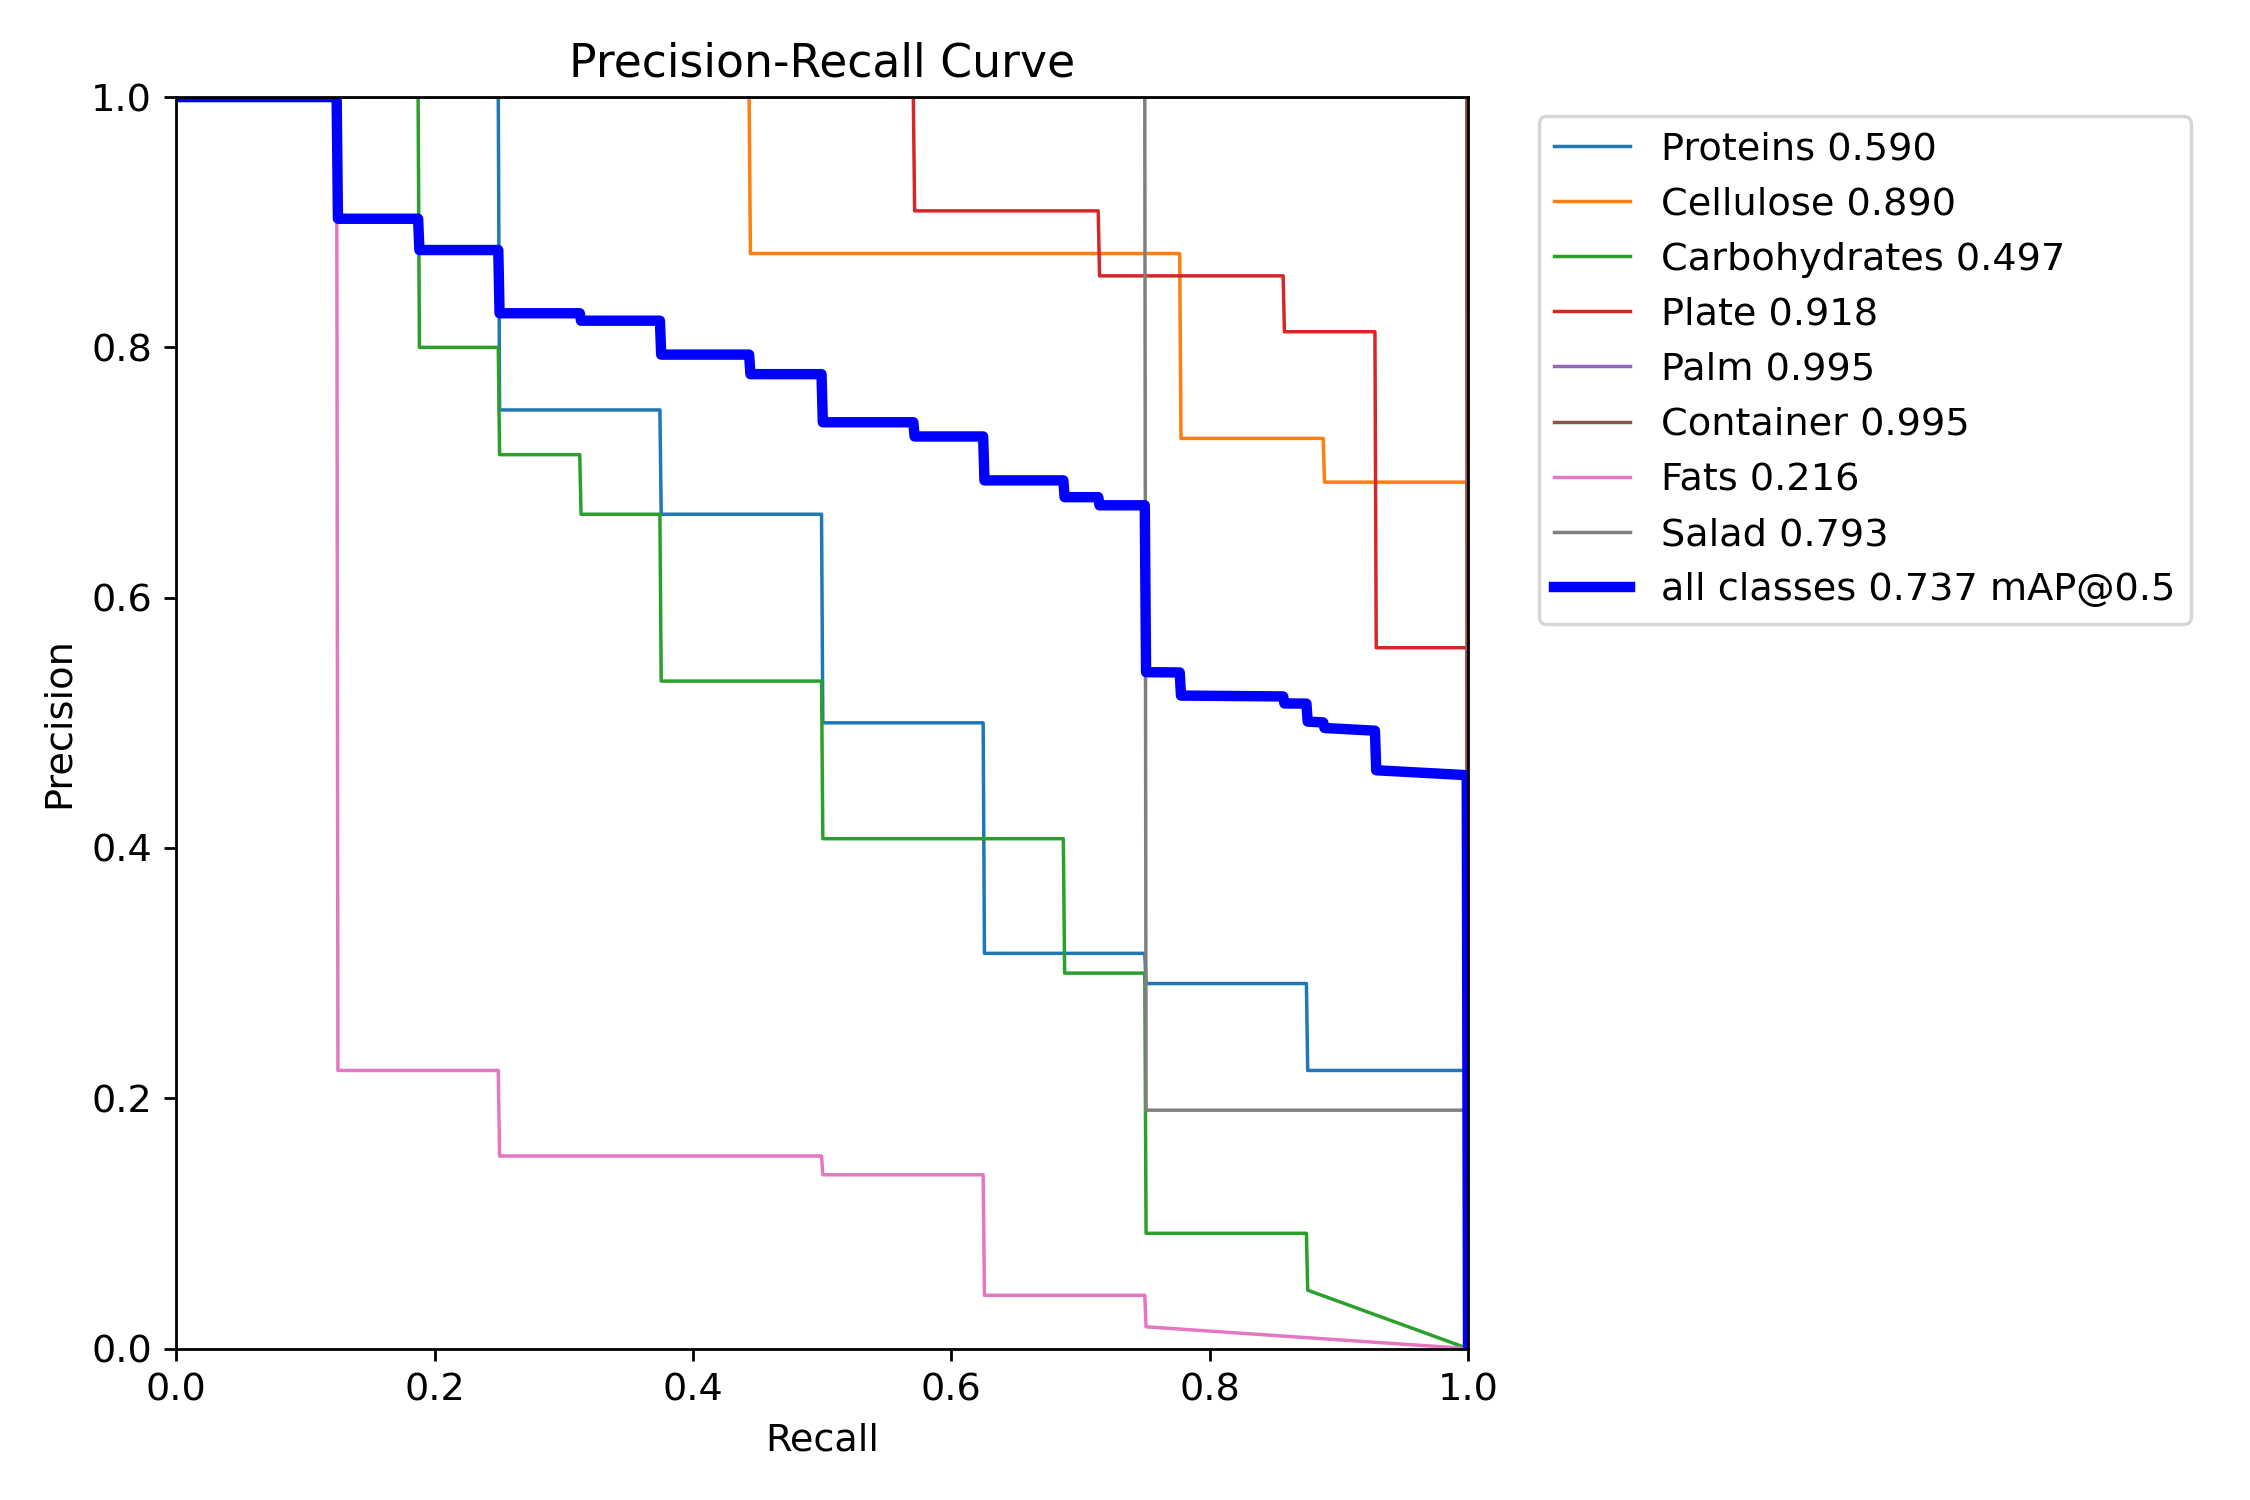 Precision-Recall Curve
1.0
0.8
0.6
0.4
0.2
0.0
Precision
0.0 0.2 0.4 0.6 0.8 1.0
Recall
Proteins 0.590
Cellulose 0.890
Carbohydrates 0.497
Plate 0.918
Palm 0.995
Container 0.995
Fats 0.216
Salad 0.793
all classes 0.737 mAP@0.5